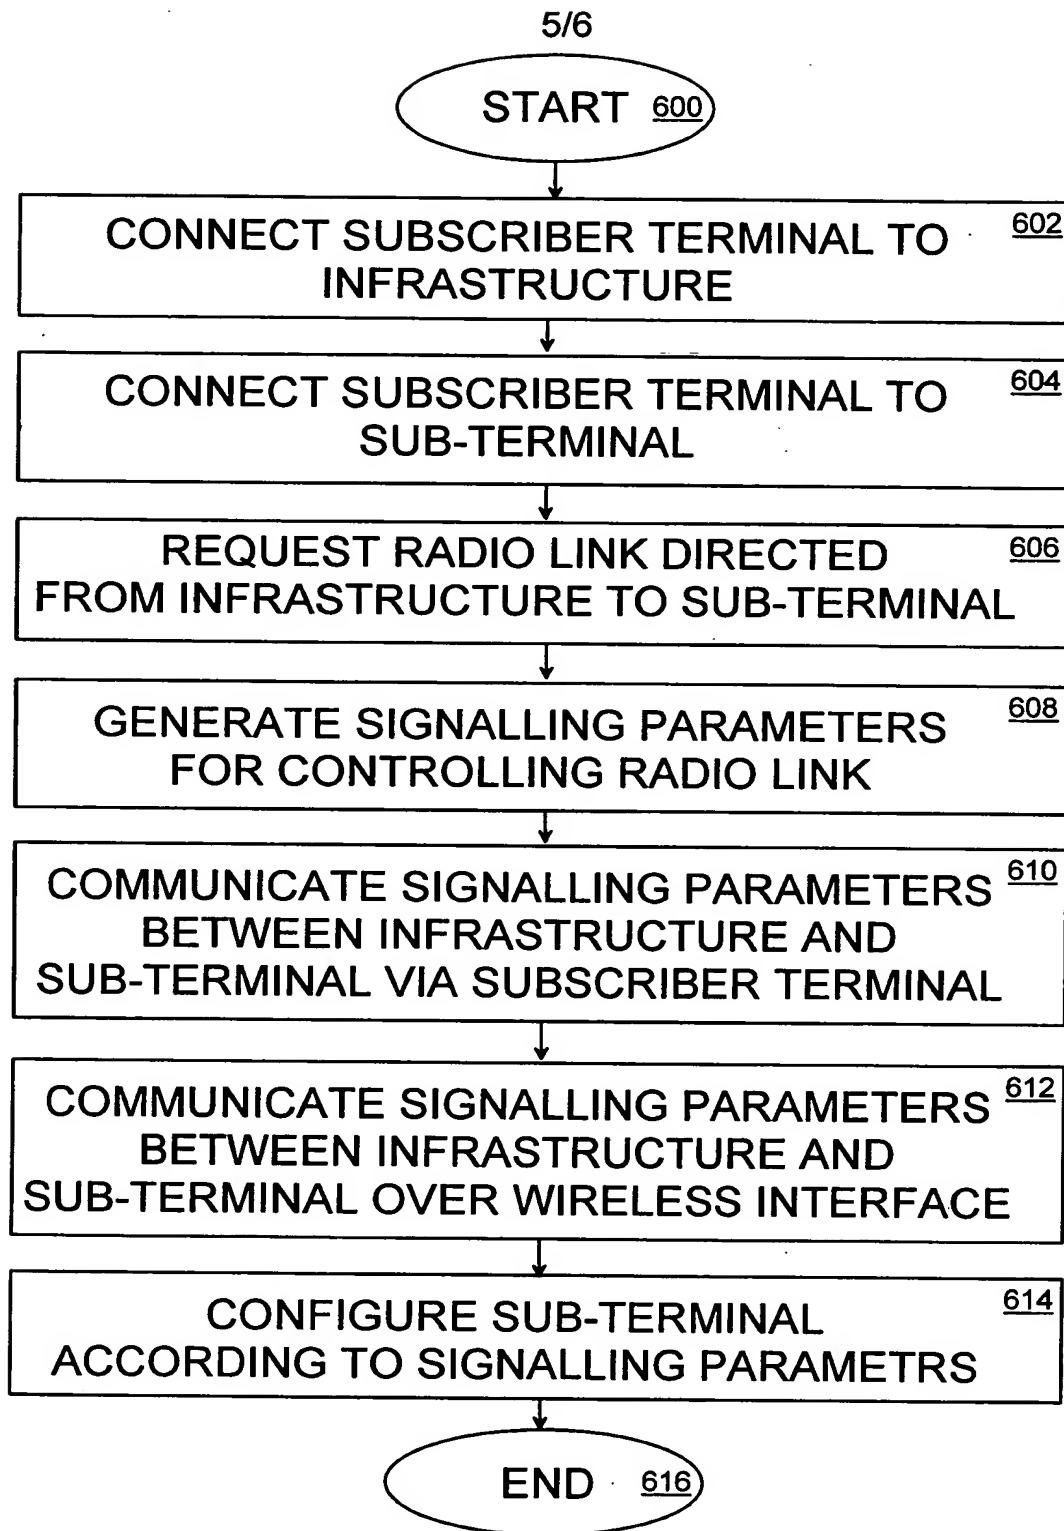 5/6
START 600
602
CONNECT SUBSCRIBER TERMINAL TO
INFRASTRUCTURE
604
CONNECT SUBSCRIBER TERMINAL TO
SUB-TERMINAL
606
REQUEST RADIO LINK DIRECTED
FROM INFRASTRUCTURE TO SUB-TERMINAL
608
GENERATE SIGNALLING PARAMETERS
FOR CONTROLLING RADIO LINK
610
COMMUNICATE SIGNALLING PARAMETERS
BETWEEN INFRASTRUCTURE AND
SUB-TERMINAL VIA SUBSCRIBER TERMINAL
612
COMMUNICATE SIGNALLING PARAMETERS
BETWEEN INFRASTRUCTURE AND
SUB-TERMINAL OVER WIRELESS INTERFACE
614
CONFIGURE SUB-TERMINAL
ACCORDING TO SIGNALLING PARAMETRS
END 616